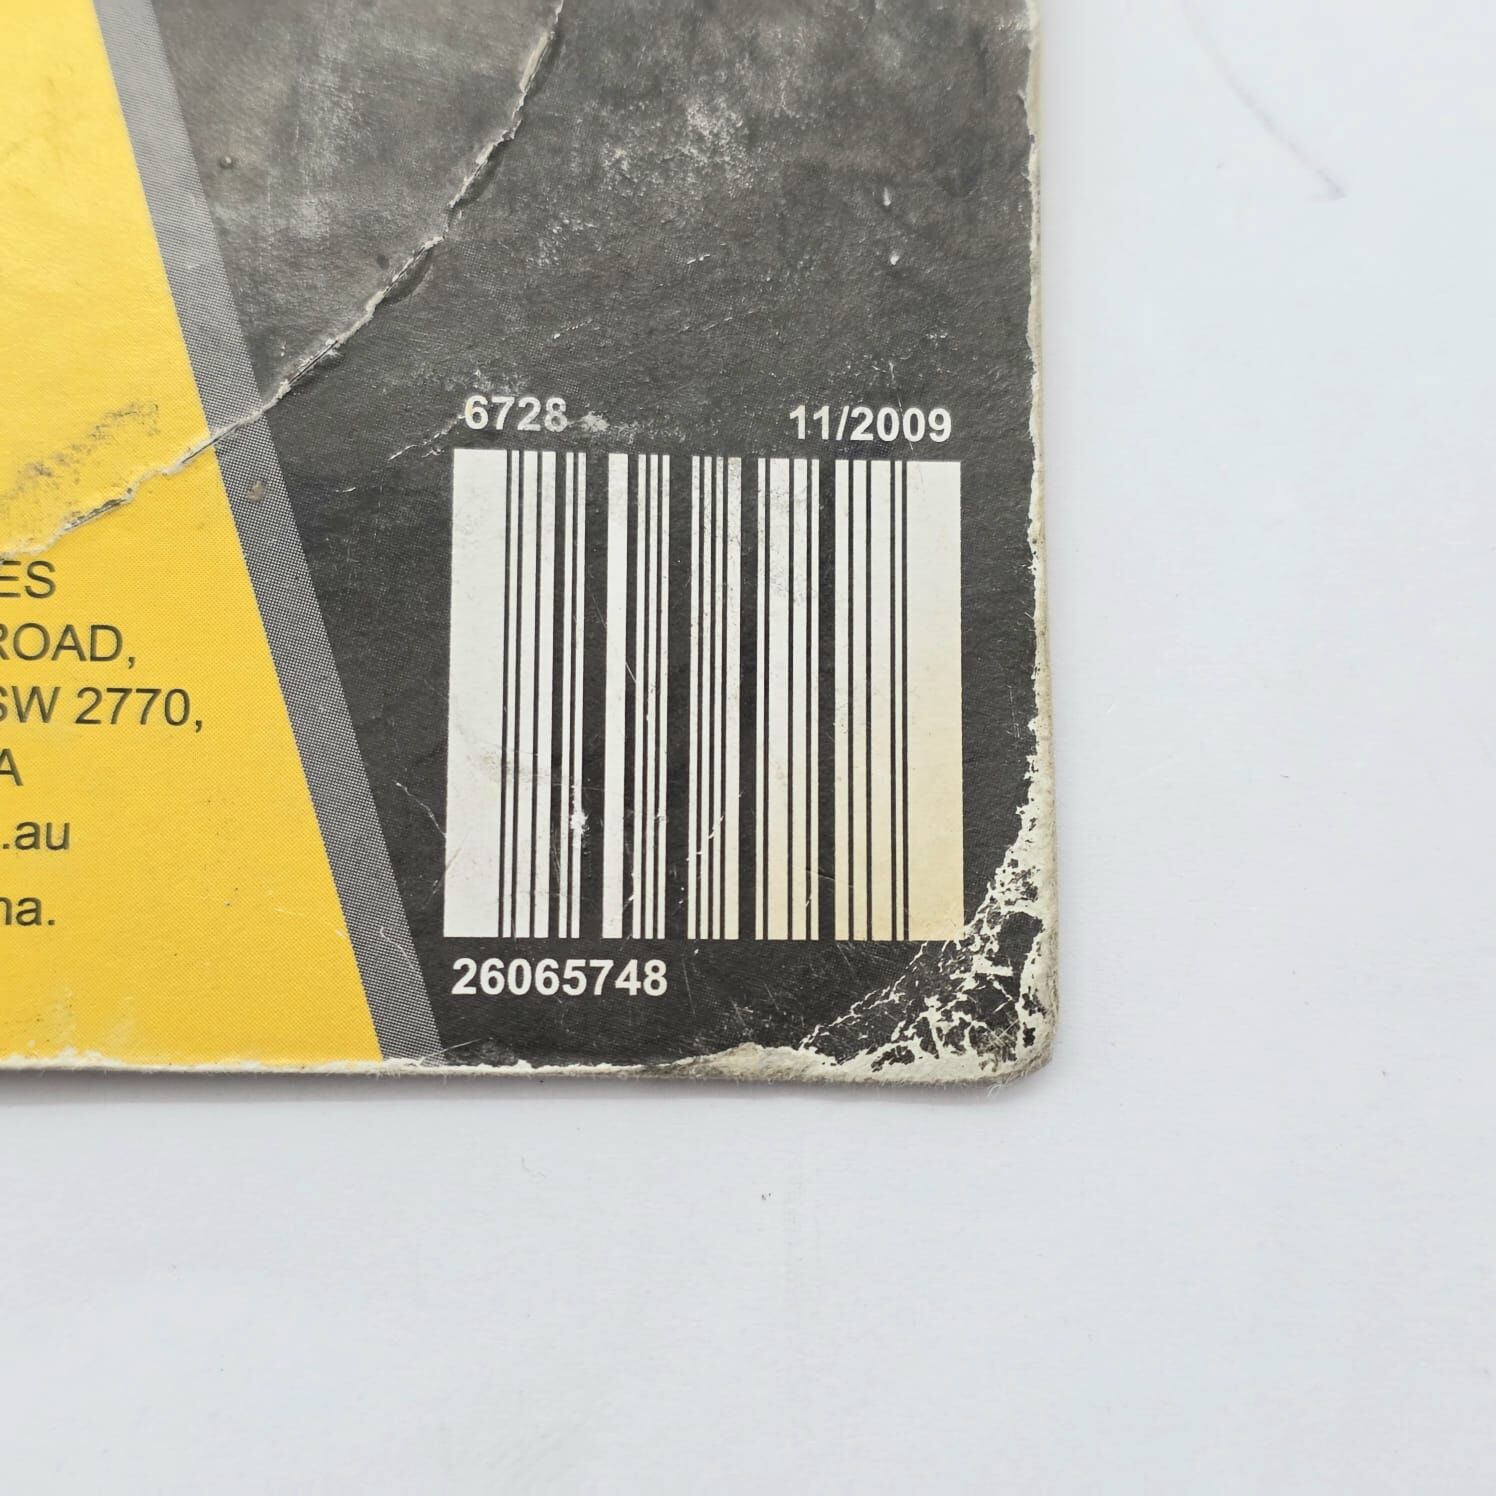 6728 11/2009
26065748
ES
ROAD,
SW 2770,
A
.au
na.